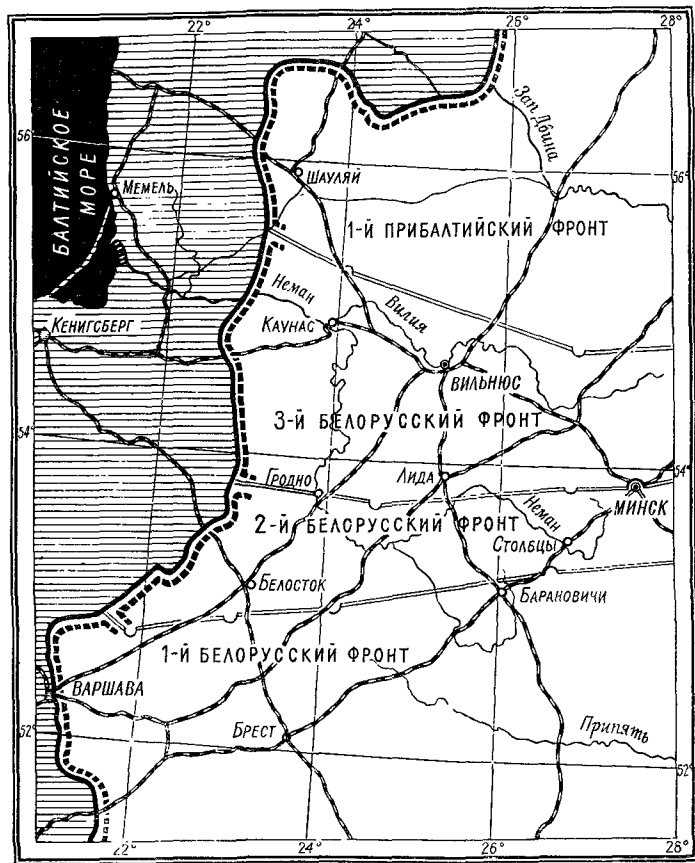 22°
24°
26°
28°
56°
Зап. Двина
56°
БАЛТИЙСКОЕ
МОРЕ
Мемель
Шауляй
1-й ПРИБАЛТИЙСКИЙ ФРОНТ
Неман
Вилия
Каунас
Кенигсберг
ВИЛЬНЮС
3-й БЕЛОРУССКИЙ ФРОНТ
54°
54°
Гродно
Лида
Неман
МИНСК
2-й БЕЛОРУССКИЙ ФРОНТ
Столбцы
Белосток
Барановичи
1-й БЕЛОРУССКИЙ ФРОНТ
ВАРШАВА
52°
Брест
Припять
52°
22°
24°
26°
28°